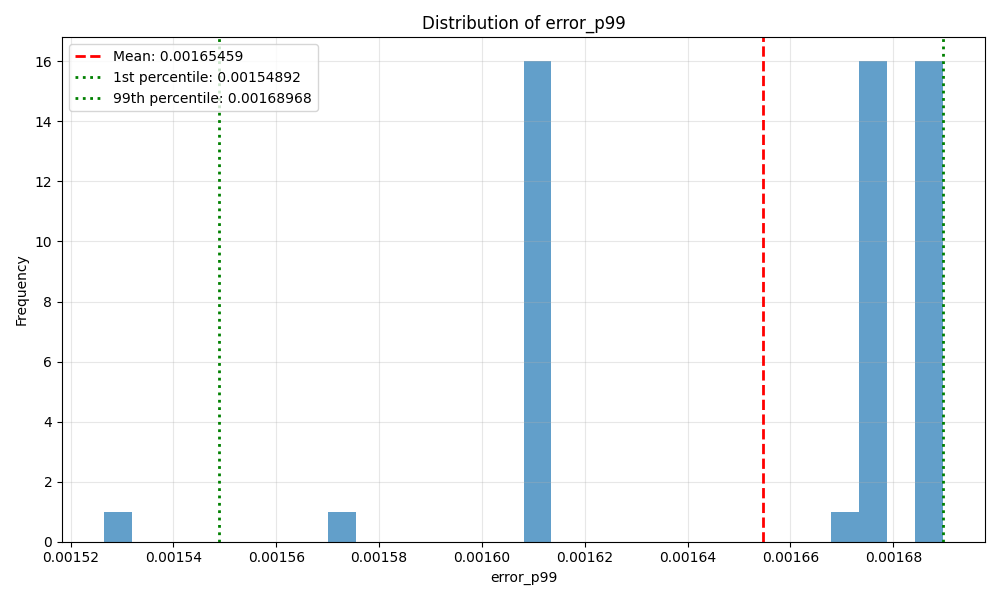 Distribution of error_p99
Mean: 0.00165459
1st percentile: 0.00154892
99th percentile: 0.00168968
Frequency
16
14
12
10
8
6
4
2
0
0.00152 0.00154 0.00156 0.00158 0.00160 0.00162 0.00164 0.00166 0.00168
error_p99